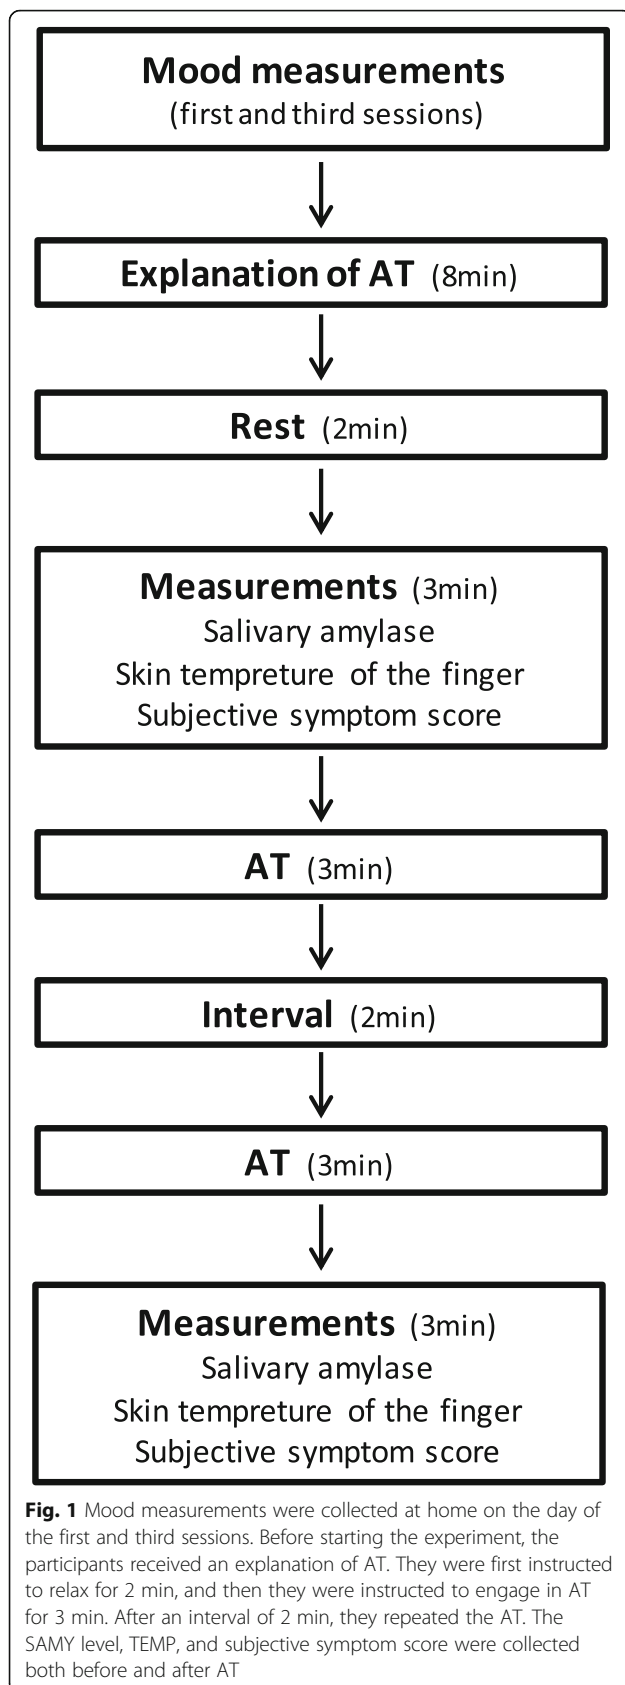 Mood measurements
(first and third sessions)
Explanation of AT (8min)
Rest (2min)
Measurements (3min)
Salivary amylase
Skin tempreture of the finger
Subjective symptom score
AT (3min)
Interval (2min)
AT (3min)
Measurements (3min)
Salivary amylase
Skin tempreture of the finger
Subjective symptom score
Fig. 1 Mood measurements were collected at home on the day of
the first and third sessions. Before starting the experiment, the
participants received an explanation of AT. They were first instructed
to relax for 2 min, and then they were instructed to engage in AT
for 3 min. After an interval of 2 min, they repeated the AT. The
SAMY level, TEMP, and subjective symptom score were collected
both before and after AT